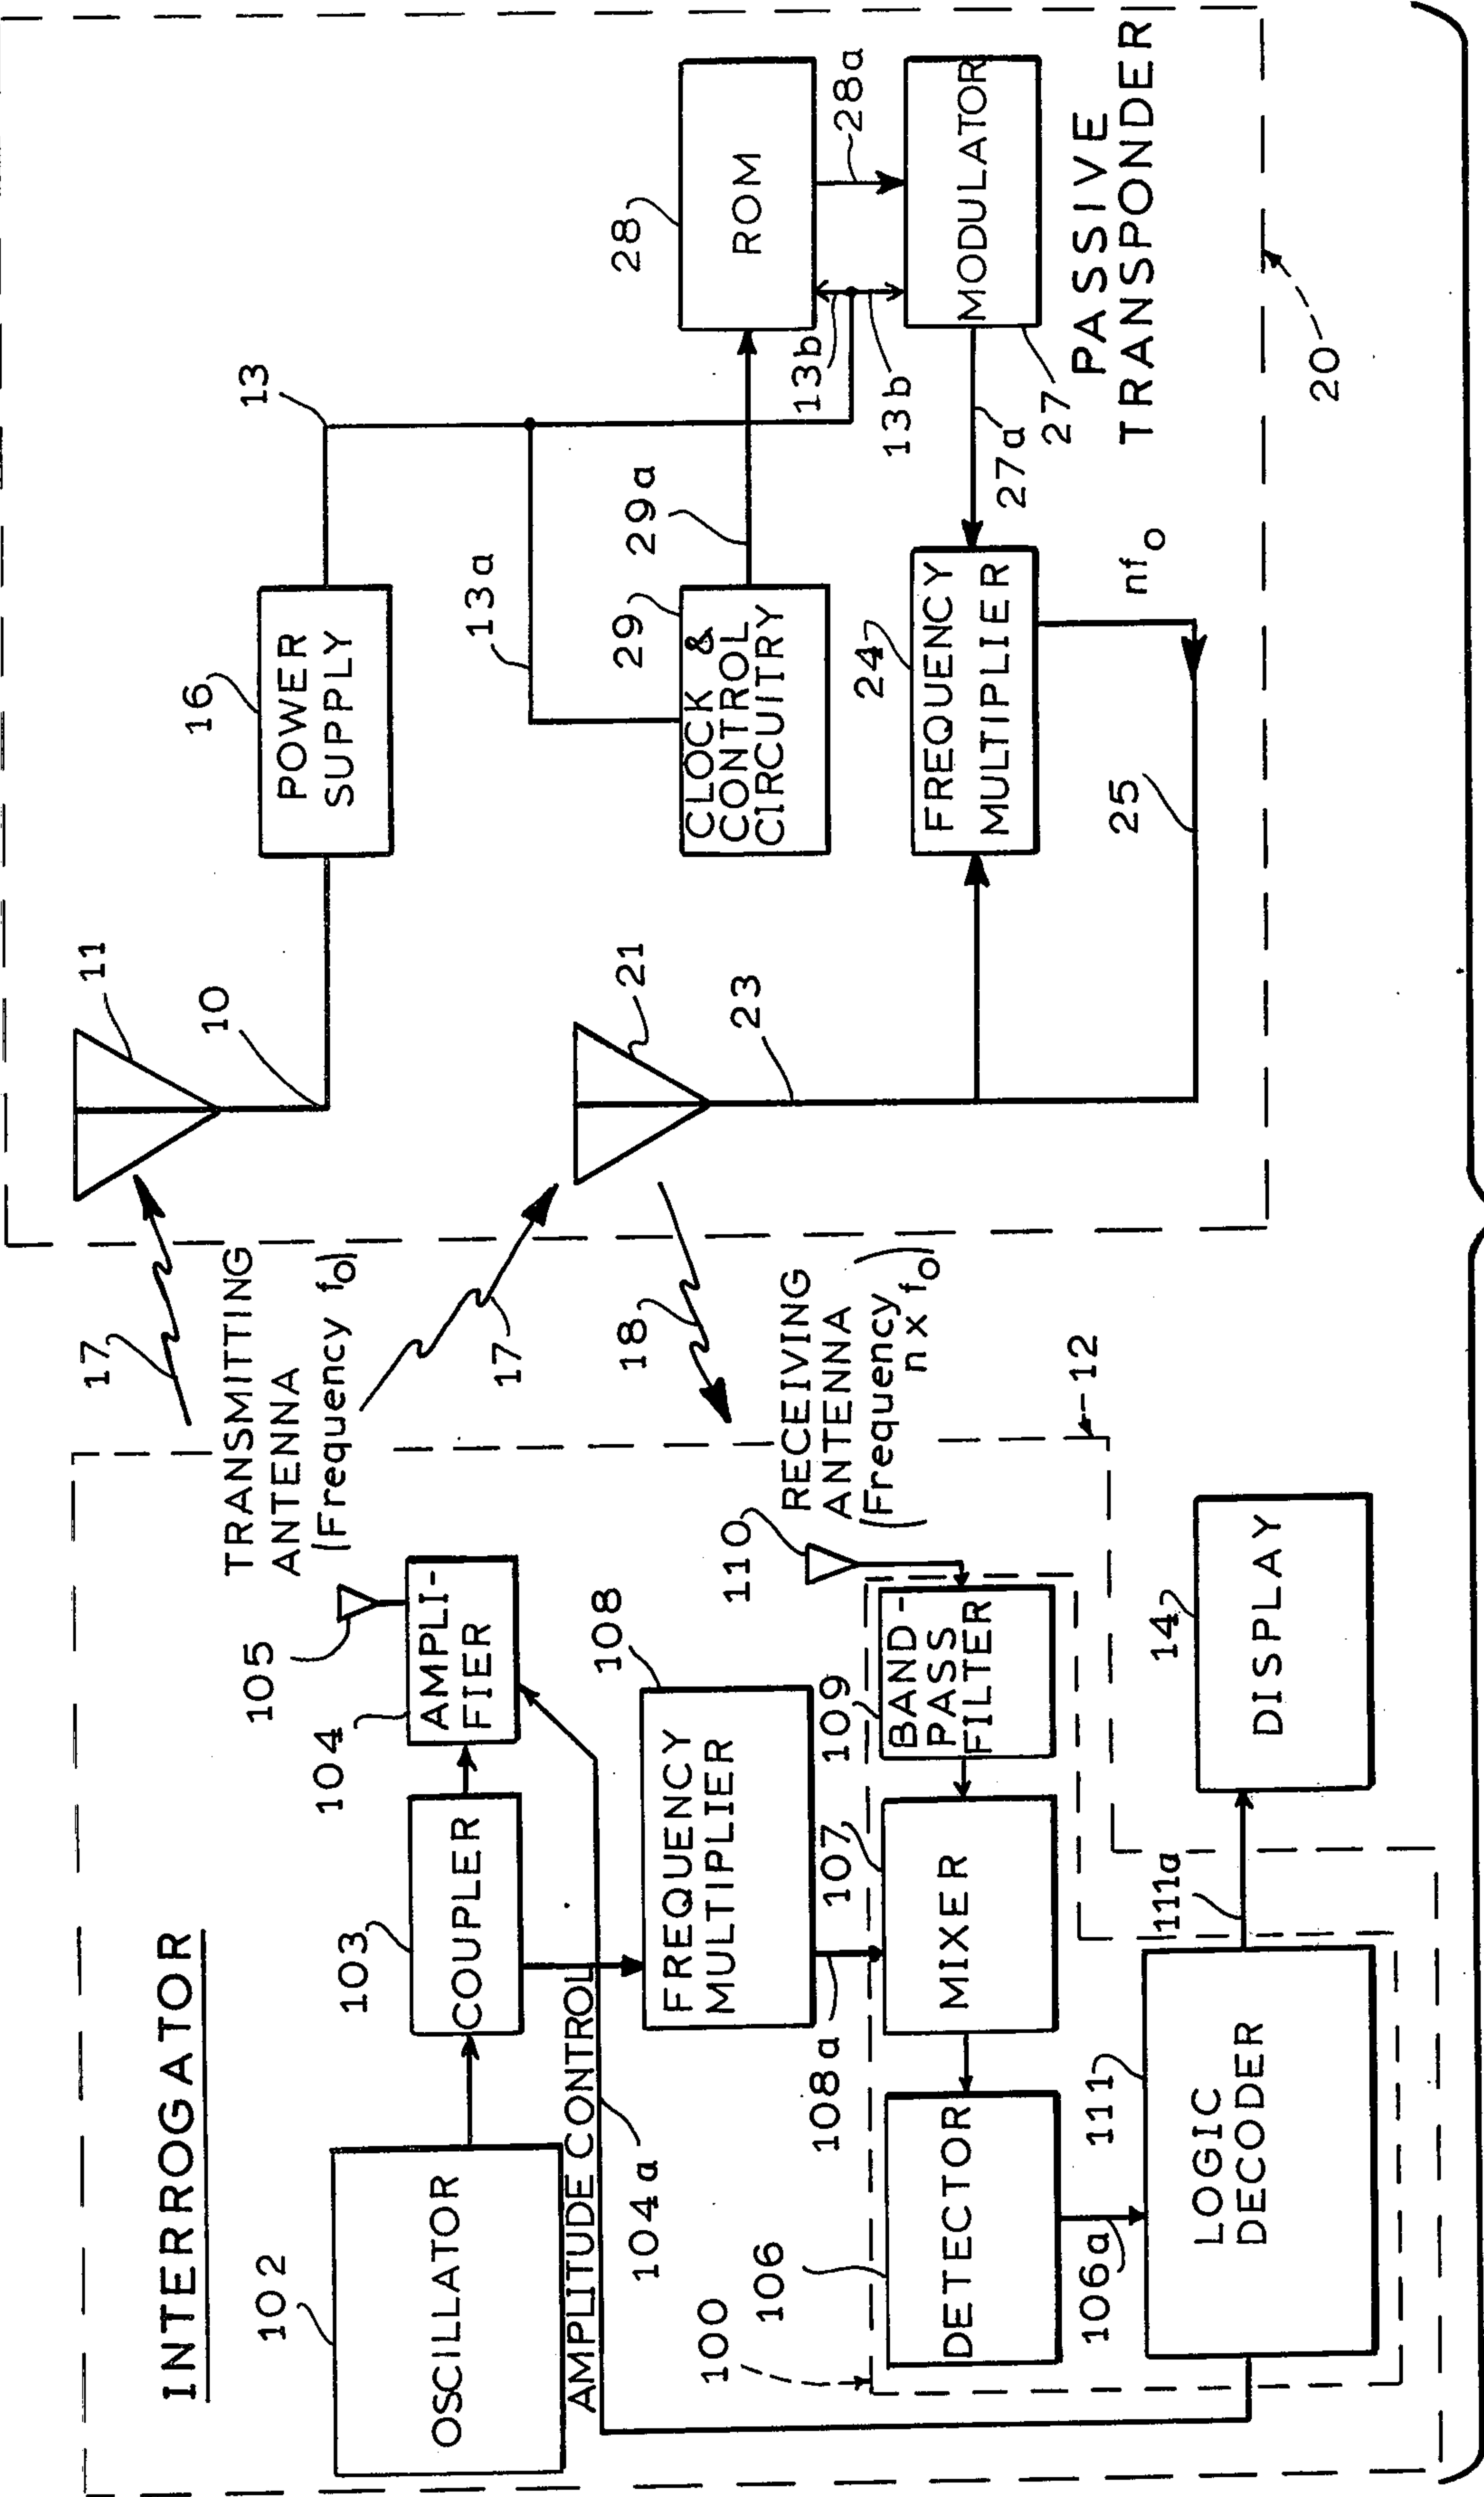 INTERROGATOR
102
OSCILLATOR
103
COUPLER
104
AMPLI-
FIER
105
TRANSMITTING
ANTENNA
(Frequency fo)
17
17
AMPLITUDE CONTROL
104a
108
FREQUENCY
MULTIPLIER
108a
100
106
DETECTOR
106a
107
MIXER
109
BAND-
PASS
FILTER
110
RECEIVING
ANTENNA
(Frequency
n x fo)
18
12
111
LOGIC
DECODER
111a
14
DISPLAY
11
10
16
POWER
SUPPLY
13
13a
21
23
29
CLOCK &
CONTROL
CIRCUITRY
29a
28
ROM
28a
13b
13b
24
FREQUENCY
MULTIPLIER
27a
27
MODULATOR
nfo
25
PASSIVE
TRANSPONDER
20